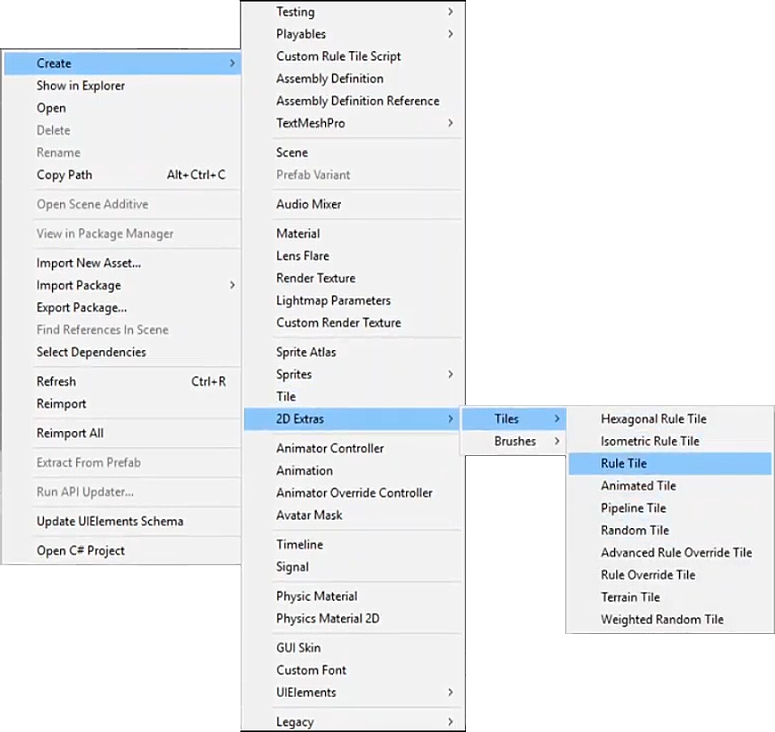 Create
Show in Explorer
Open
Delete
Rename
Copy Path Alt+Ctrl+C
Open Scene Additive
View in Package Manager
Import New Asset...
Import Package
Export Package...
Find References In Scene
Select Dependencies
Refresh Ctrl+R
Reimport
Reimport All
Extract From Prefab
Run API Updater...
Update UIElements Schema
Open C# Project
Testing
Playables
Custom Rule Tile Script
Assembly Definition
Assembly Definition Reference
TextMeshPro
Scene
Prefab Variant
Audio Mixer
Material
Lens Flare
Render Texture
Lightmap Parameters
Custom Render Texture
Sprite Atlas
Sprites
Tile
2D Extras
Animator Controller
Animation
Animator Override Controller
Avatar Mask
Timeline
Signal
Physic Material
Physics Material 2D
GUI Skin
Custom Font
UIElements
Legacy
Tiles
Brushes
Hexagonal Rule Tile
Isometric Rule Tile
Rule Tile
Animated Tile
Pipeline Tile
Random Tile
Advanced Rule Override Tile
Rule Override Tile
Terrain Tile
Weighted Random Tile